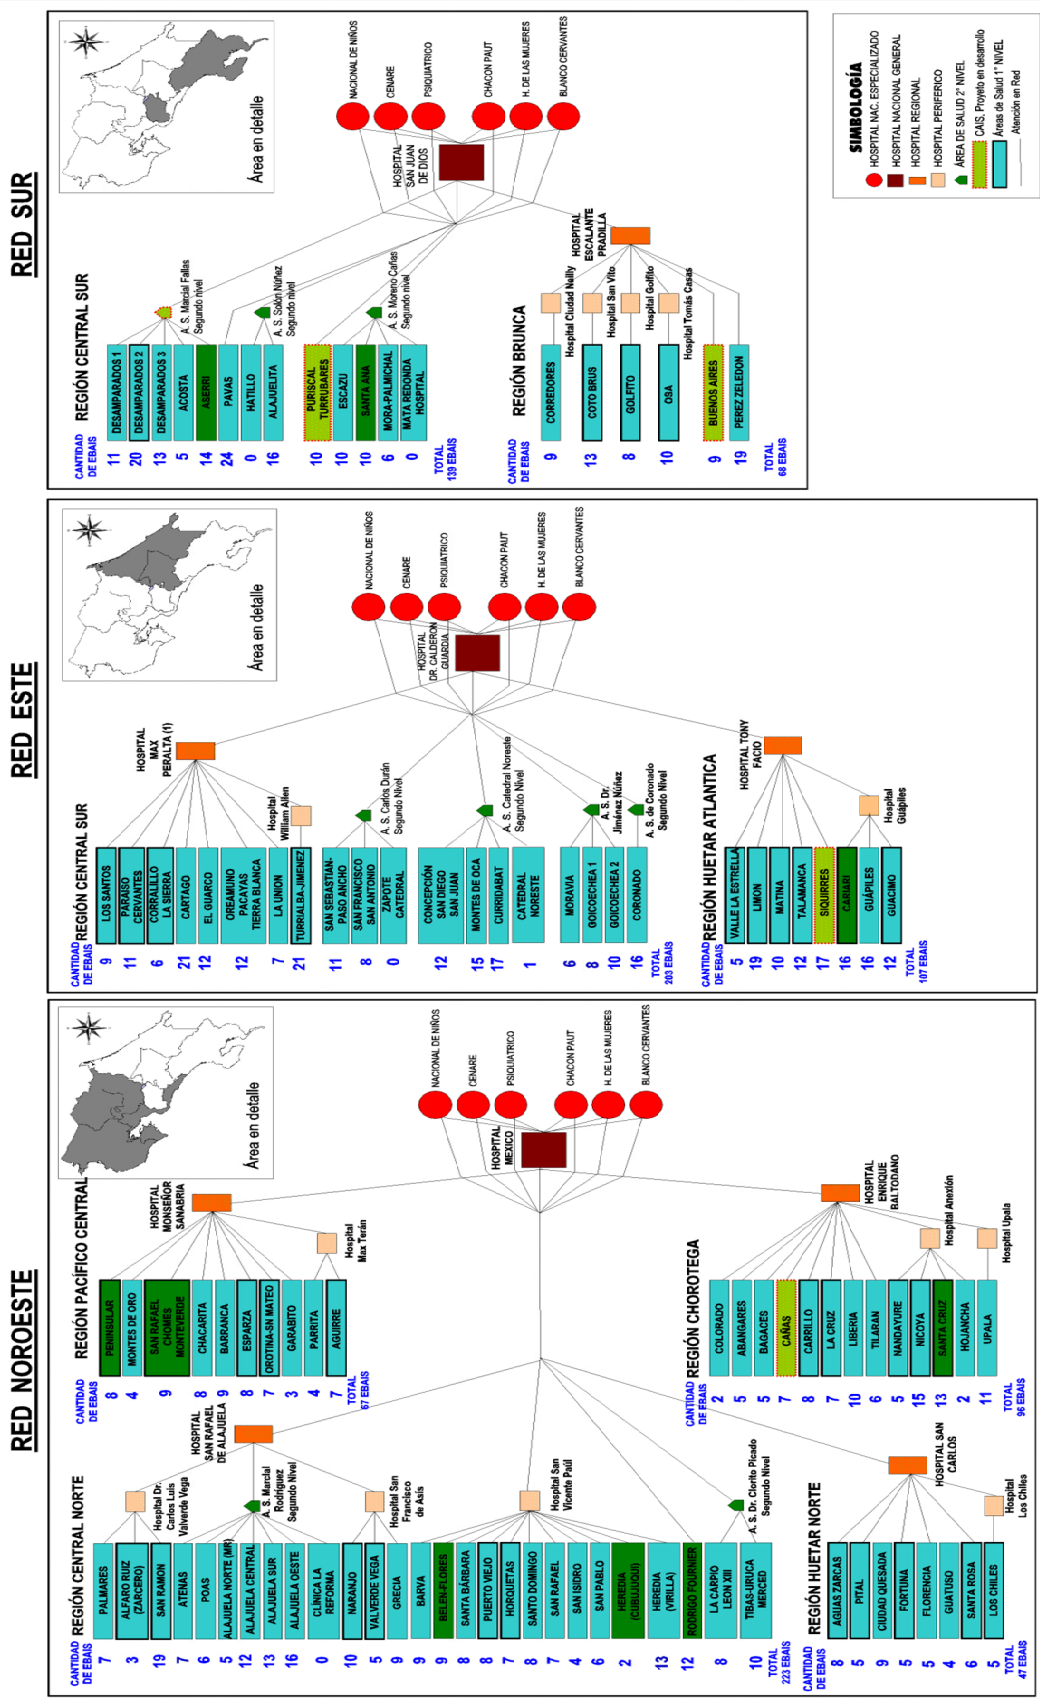 RED NOROESTE
REGIÓN CENTRAL NORTE
CANTIDAD
DE EBAIS
7
PALMARES
3
ALFARO RUIZ
(ZARCERO)
19
SAN RAMON
7
ATENAS
6
POAS
5
ALAJUELA NORTE (MR)
12
ALAJUELA CENTRAL
13
ALAJUELA SUR
16
ALAJUELA OESTE
0
CLÍNICA LA
REFORMA
10
NARANJO
5
VALVERDE VEGA
9
GRECIA
9
BARVA
9
BELEN-FLORES
8
SANTA BÁRBARA
8
PUERTO VIEJO
7
HORQUETAS
8
SANTO DOMINGO
7
SAN RAFAEL
4
SAN ISIDRO
6
SAN PABLO
2
HEREDIA
(CUBUJUQUI)
13
HEREDIA
(VIRILLA)
12
RODRIGO FOURNIER
8
LA CARPIO
LEON XIII
10
TIBAS-URUCA
MERCED
TOTAL
223 EBAIS
Hospital Dr.
Carlos Luis
Valverde Vega
HOSPITAL
SAN RAFAEL
DE ALAJUELA
A. S. Marcial
Rodríguez
Segundo Nivel
Hospital San
Francisco
de Asís
Hospital San
Vicente Paúl
A. S. Dr. Clorito Picado
Segundo Nivel
REGIÓN PACÍFICO CENTRAL
CANTIDAD
DE EBAIS
8
PENINSULAR
4
MONTES DE ORO
9
SAN RAFAEL
CHOMES
MONTEVERDE
8
CHACARITA
9
BARRANCA
8
ESPARZA
7
OROTINA-SN MATEO
3
GARABITO
4
PARRITA
7
AGUIRRE
TOTAL
67 EBAIS
HOSPITAL
MONSEÑOR
SANABRIA
Hospital
Max Terán
Área en detalle
HOSPITAL
MEXICO
NACIONAL DE NIÑOS
CENARE
PSIQUIATRICO
CHACON PAUT
H. DE LAS MUJERES
BLANCO CERVANTES
REGIÓN HUETAR NORTE
CANTIDAD
DE EBAIS
8
AGUAS ZARCAS
5
PITAL
9
CIUDAD QUESADA
5
FORTUNA
5
FLORENCIA
4
GUATUSO
6
SANTA ROSA
5
LOS CHILES
TOTAL
47 EBAIS
HOSPITAL SAN
CARLOS
Hospital
Los Chiles
REGIÓN CHOROTEGA
CANTIDAD
DE EBAIS
2
COLORADO
5
ABANGARES
5
BAGACES
7
CAÑAS
8
CARRILLO
7
LA CRUZ
10
LIBERIA
6
TILARAN
5
NANDAYURE
15
NICOYA
13
SANTA CRUZ
2
HOJANCHA
11
UPALA
TOTAL
96 EBAIS
HOSPITAL
ENRIQUE
BALTODANO
Hospital Anexión
Hospital Upala
RED ESTE
REGIÓN CENTRAL SUR
CANTIDAD
DE EBAIS
9
LOS SANTOS
11
PARAISO
CERVANTES
6
CORRALILLO
LA SIERRA
21
CARTAGO
12
EL GUARCO
12
OREAMUNO
PACAYAS
TIERRA BLANCA
7
LA UNION
21
TURRIALBA-JIMENEZ
11
SAN SEBASTIÁN-
PASO ANCHO
8
SAN FRANCISCO
SAN ANTONIO
0
ZAPOTE
CATEDRAL
12
CONCEPCIÓN
SAN DIEGO
SAN JUAN
15
MONTES DE OCA
17
CURRIDABAT
1
CATEDRAL
NORESTE
6
MORAVIA
8
GOICOECHEA 1
10
GOICOECHEA 2
16
CORONADO
TOTAL
203 EBAIS
HOSPITAL
MAX
PERALTA (1)
Hospital
William Allen
A. S. Carlos Durán
Segundo Nivel
A. S. Catedral Noreste
Segundo Nivel
A. S. Dr.
Jiménez Núñez
A. S. de Coronado
Segundo Nivel
Área en detalle
HOSPITAL
DR. CALDERON
GUARDIA
NACIONAL DE NIÑOS
CENARE
PSIQUIATRICO
CHACON PAUT
H. DE LAS MUJERES
BLANCO CERVANTES
REGIÓN HUETAR ATLANTICA
CANTIDAD
DE EBAIS
5
VALLE LA ESTRELLA
19
LIMON
10
MATINA
12
TALAMANCA
17
SIQUIRRES
16
CARIARI
16
GUÁPILES
12
GUACIMO
TOTAL
107 EBAIS
HOSPITAL TONY
FACIO
Hospital
Guápiles
RED SUR
REGIÓN CENTRAL SUR
CANTIDAD
DE EBAIS
11
DESAMPARADOS 1
20
DESAMPARADOS 2
13
DESAMPARADOS 3
5
ACOSTA
14
ASERRI
24
PAVAS
0
HATILLO
16
ALAJUELITA
10
PURISCAL
TURRUBARES
10
ESCAZU
10
SANTA ANA
6
MORA-PALMICHAL
0
MATA REDONDA
HOSPITAL
TOTAL
139 EBAIS
A. S. Marcial Fallas
Segundo nivel
A. S. Solón Núñez
Segundo nivel
A. S. Moreno Cañas
Segundo nivel
Área en detalle
HOSPITAL
SAN JUAN
DE DIOS
NACIONAL DE NIÑOS
CENARE
PSIQUIATRICO
CHACON PAUT
H. DE LAS MUJERES
BLANCO CERVANTES
REGIÓN BRUNCA
CANTIDAD
DE EBAIS
9
CORREDORES
13
COTO BRUS
8
GOLFITO
10
OSA
9
BUENOS AIRES
19
PEREZ ZELEDON
TOTAL
68 EBAIS
Hospital Ciudad Neilly
Hospital San Vito
Hospital Golfito
Hospital Tomás Casas
HOSPITAL
ESCALANTE
PRADILLA
SIMBOLOGÍA
HOSPITAL NAC. ESPECIALIZADO
HOSPITAL NACIONAL GENERAL
HOSPITAL REGIONAL
HOSPITAL PERIFERICO
ÁREA DE SALUD 2° NIVEL
CAIS, Proyeto en desarrollo
Áreas de Salud 1° NIVEL
Atención en Red